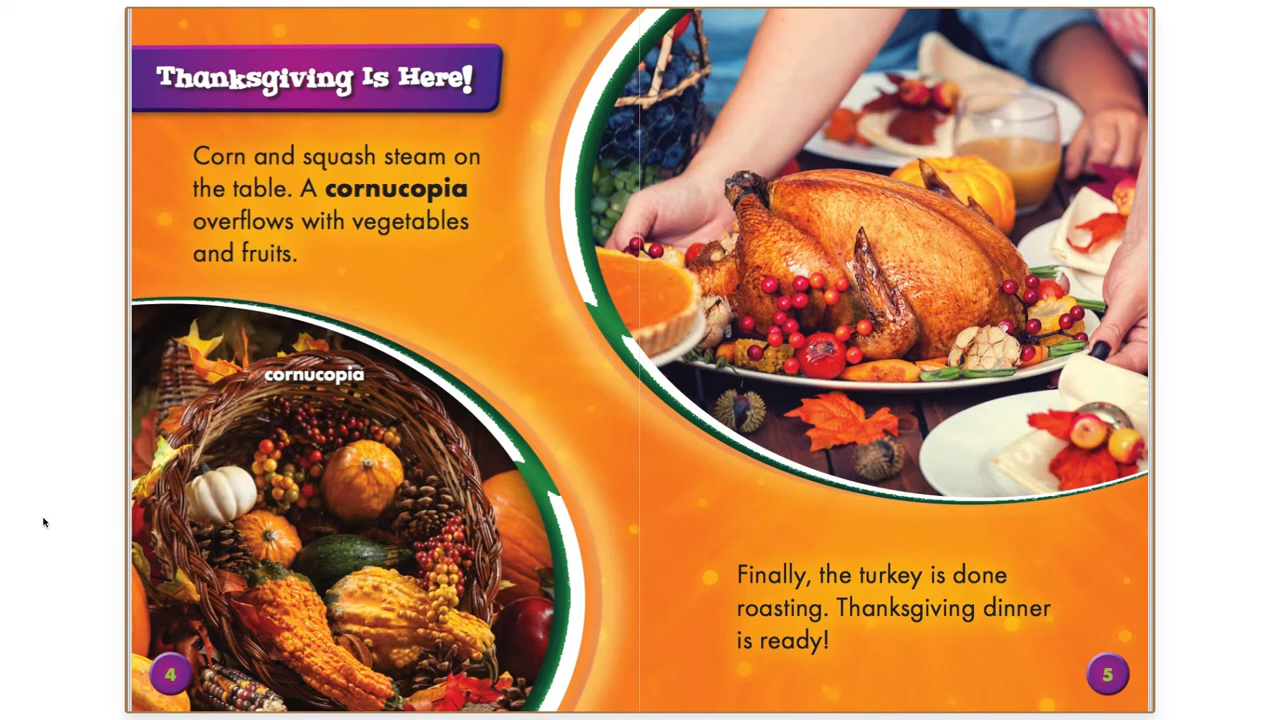 Thanksgiving Is Here!
Corn and squash steam on
the table. A cornucopia
overflows with vegetables
and fruits.
cornucopia
4
Finally, the turkey is done
roasting. Thanksgiving dinner
is ready!
5